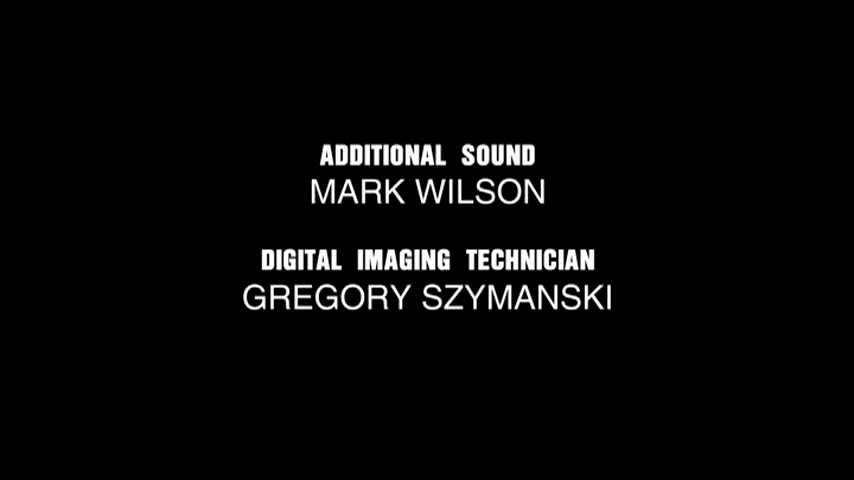 ADDITIONAL SOUND
MARK WILSON
DIGITAL IMAGING TECHNICIAN
GREGORY SZYMANSKI